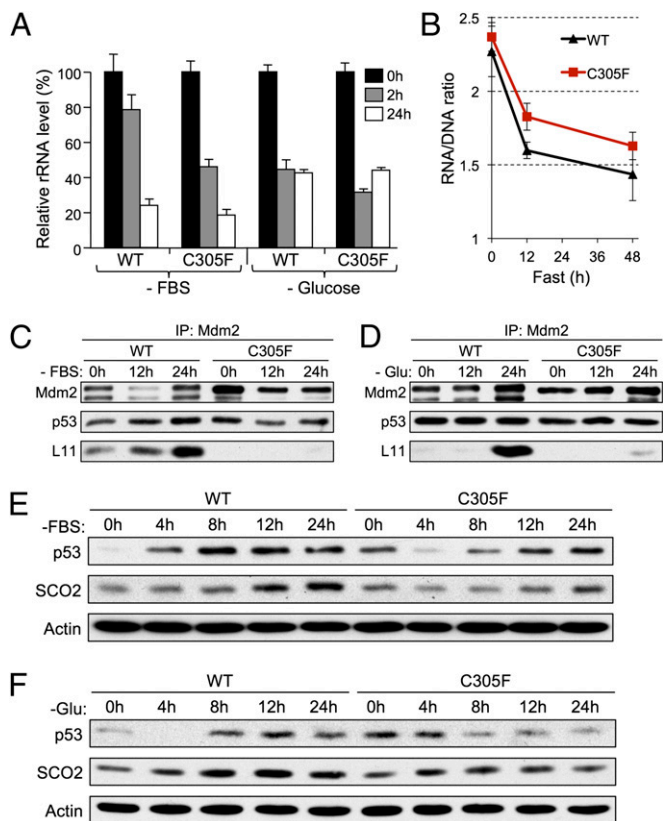 A
Relative rRNA level (%)
100
80
60
40
20
0
0h
2h
24h
WT C305F WT C305F
- FBS - Glucose
B
RNA/DNA ratio
2.5
2
1.5
1
WT
C305F
0 12 24 36 48
Fast (h)
C
IP: Mdm2
WT C305F
- FBS: 0h 12h 24h 0h 12h 24h
Mdm2
p53
L11
D
IP: Mdm2
WT C305F
- Glu: 0h 12h 24h 0h 12h 24h
Mdm2
p53
L11
E
WT C305F
-FBS: 0h 4h 8h 12h 24h 0h 4h 8h 12h 24h
p53
SCO2
Actin
F
WT C305F
-Glu: 0h 4h 8h 12h 24h 0h 4h 8h 12h 24h
p53
SCO2
Actin